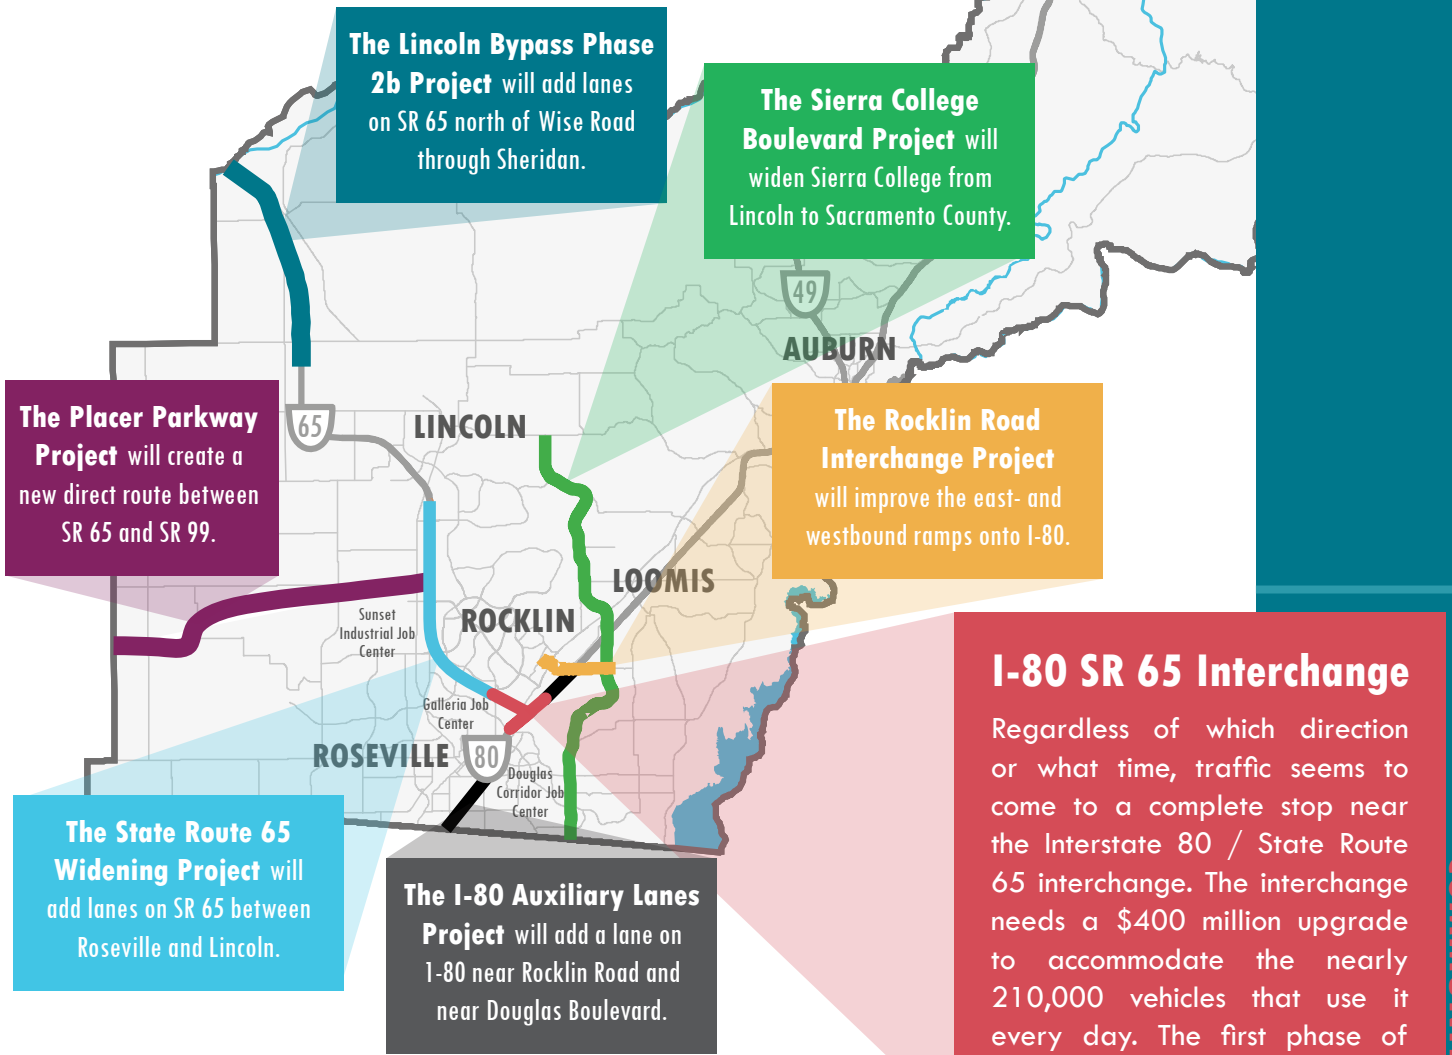 The Lincoln Bypass Phase
2b Project will add lanes
on SR 65 north of Wise Road
through Sheridan.
The Sierra College
Boulevard Project will
widen Sierra College from
Lincoln to Sacramento County.
49
AUBURN
The Placer Parkway
Project will create a
new direct route between
SR 65 and SR 99.
65
LINCOLN
The Rocklin Road
Interchange Project
will improve the east- and
westbound ramps onto I-80.
LOOMIS
ROCKLIN
Sunset
Industrial Job
Center
Galleria Job
Center
ROSEVILLE
80
Douglas
Corridor Job
Center
The State Route 65
Widening Project will
add lanes on SR 65 between
Roseville and Lincoln.
The I-80 Auxiliary Lanes
Project will add a lane on
1-80 near Rocklin Road and
near Douglas Boulevard.
I-80 SR 65 Interchange
Regardless of which direction
or what time, traffic seems to
come to a complete stop near
the Interstate 80 / State Route
65 interchange. The interchange
needs a $400 million upgrade
to accommodate the nearly
210,000 vehicles that use it
every day. The first phase of